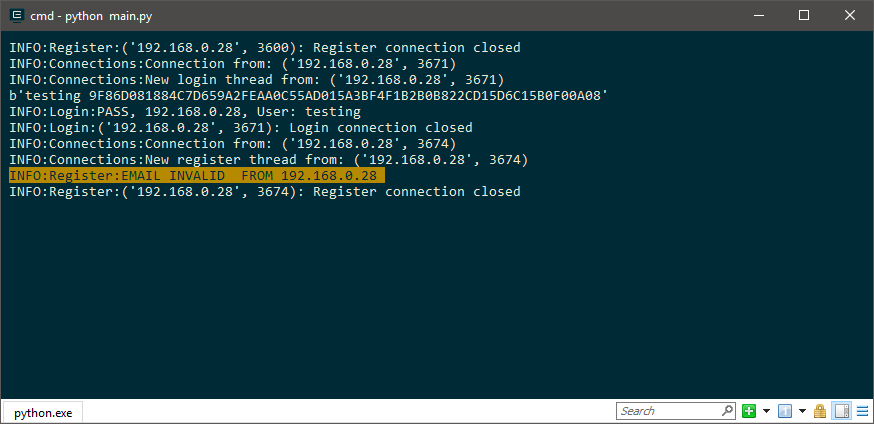 cmd - python  main.py
INFO:Register:('192.168.0.28', 3600): Register connection closed
INFO:Connections:Connection from: ('192.168.0.28', 3671)
INFO:Connections:New login thread from: ('192.168.0.28', 3671)
b'testing 9F86D081884C7D659A2FEAA0C55AD015A3BF4F1B2B0B822CD15D6C15B0F00A08'
INFO:Login:PASS, 192.168.0.28, User: testing
INFO:Login:('192.168.0.28', 3671): Login connection closed
INFO:Connections:Connection from: ('192.168.0.28', 3674)
INFO:Connections:New register thread from: ('192.168.0.28', 3674)
INFO:Register:EMAIL INVALID  FROM 192.168.0.28
INFO:Register:('192.168.0.28', 3674): Register connection closed
python.exe
Search